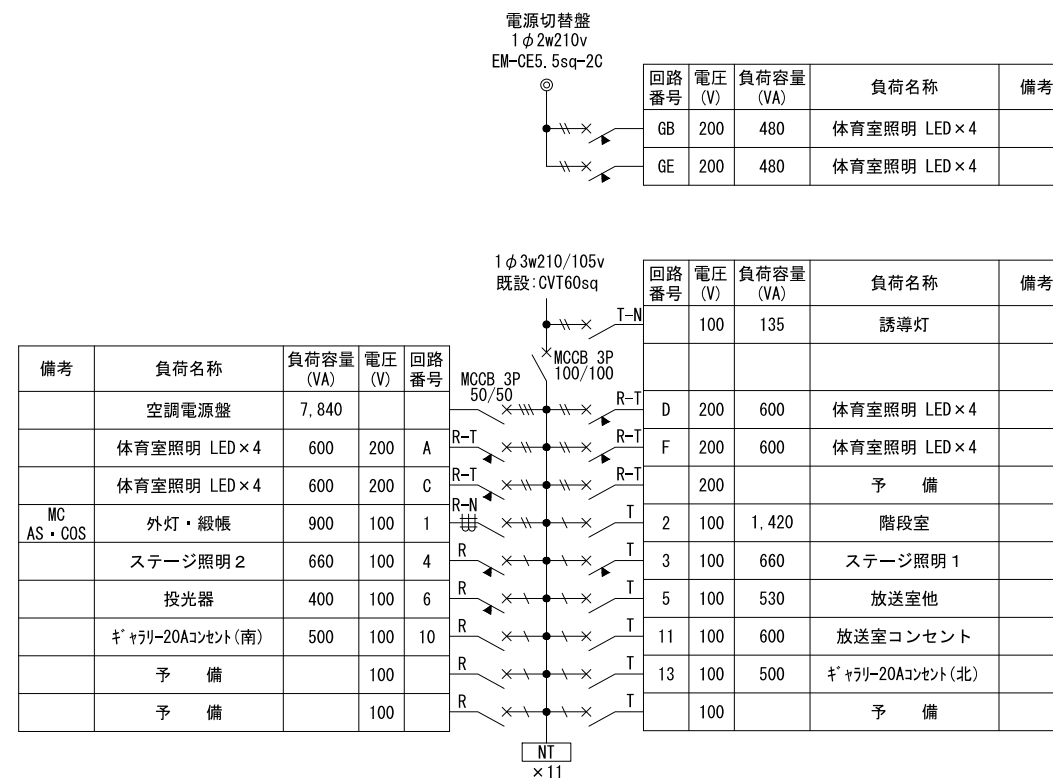 電源切替盤
1φ2w210v
EM-CE5.5sq-2C
回路番号 電圧(V) 負荷容量(VA) 負荷名称 備考
GB 200 480 体育室照明 LED×4
GE 200 480 体育室照明 LED×4
1φ3w210/105v
既設:CVT60sq
回路番号 電圧(V) 負荷容量(VA) 負荷名称 備考
T-N 100 135 誘導灯
MCCB 3P
100/100
備考 負荷名称 負荷容量(VA) 電圧(V) 回路番号
MCCB 3P
50/50
空調電源盤 7,840
R-T D 200 600 体育室照明 LED×4
体育室照明 LED×4 600 200 A R-T
R-T F 200 600 体育室照明 LED×4
体育室照明 LED×4 600 200 C R-T
R-T 200 予 備
MC
AS・COS 外灯・緞帳 900 100 1 R-N
T 2 100 1,420 階段室
ステージ照明2 660 100 4 R
T 3 100 660 ステージ照明1
投光器 400 100 6 R
T 5 100 530 放送室他
ギャラリー20Aコンセント(南) 500 100 10 R
T 11 100 600 放送室コンセント
予 備 100 R
T 13 100 500 ギャラリー20Aコンセント(北)
予 備 100 R
T 100 予 備
NT
×11